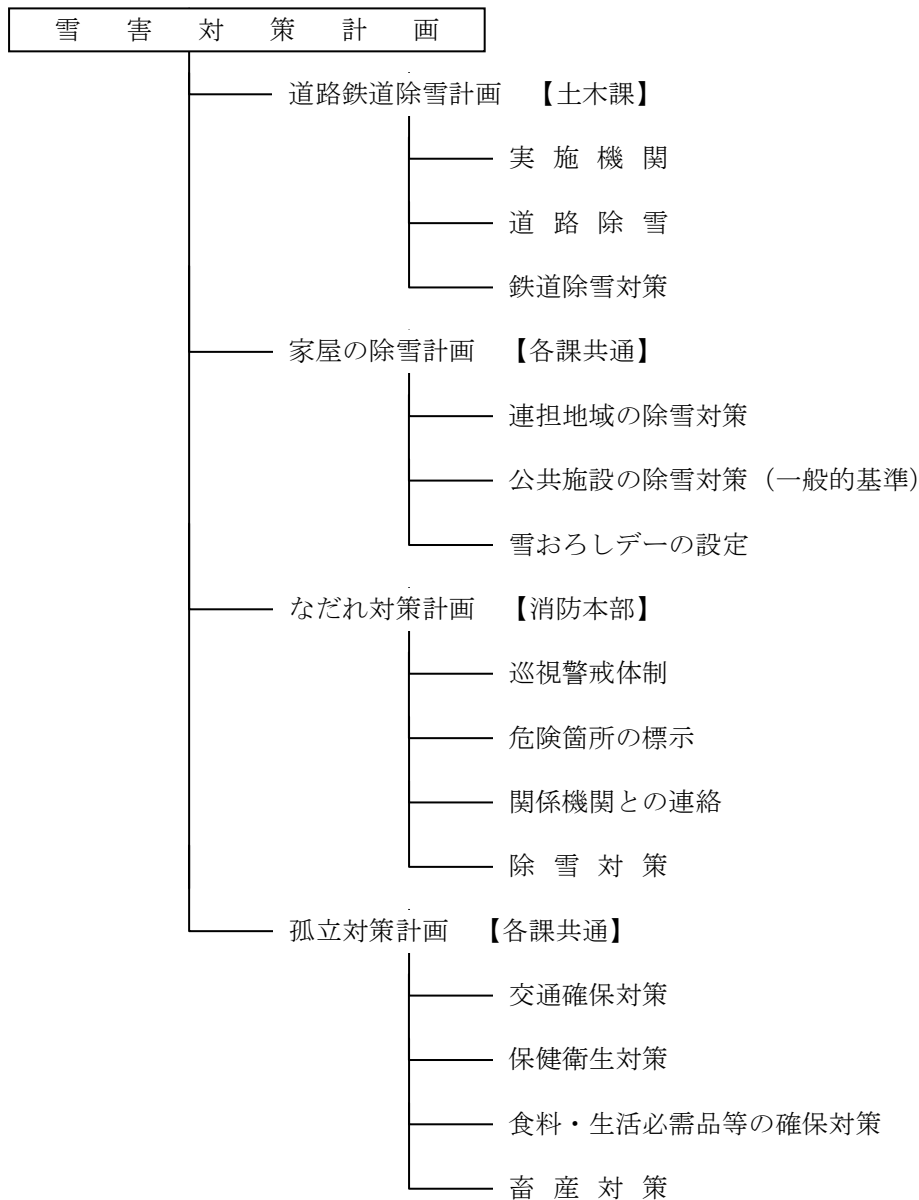 雪害対策計画
道路鉄道除雪計画 【土木課】
実施機関
道路除雪
鉄道除雪対策
家屋の除雪計画 【各課共通】
連担地域の除雪対策
公共施設の除雪対策（一般的基準）
雪おろしデーの設定
なだれ対策計画 【消防本部】
巡視警戒体制
危険箇所の標示
関係機関との連絡
除雪対策
孤立対策計画 【各課共通】
交通確保対策
保健衛生対策
食料・生活必需品等の確保対策
畜産対策